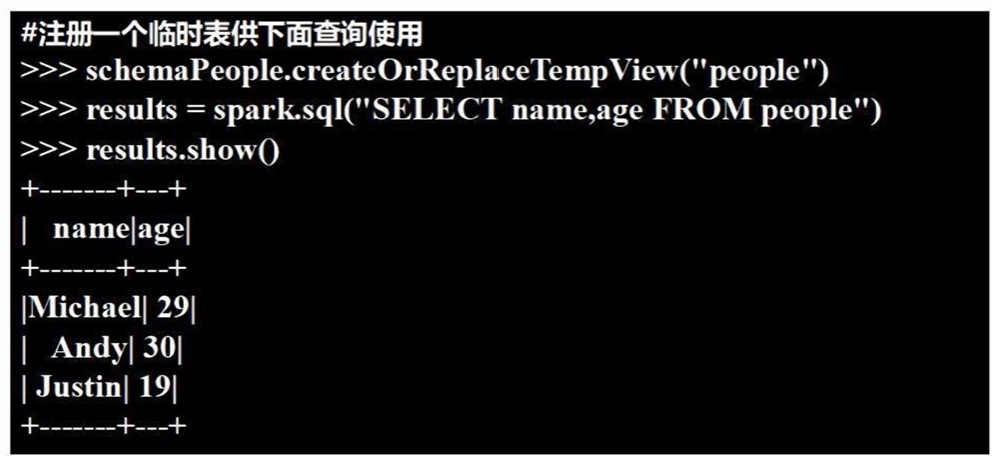 #注册一个临时表供下面查询使用
>>> schemaPeople.createOrReplaceTempView("people")
>>> results = spark.sql("SELECT name,age FROM people")
>>> results.show()
+-------+---+
|   name|age|
+-------+---+
|Michael| 29|
|   Andy| 30|
| Justin| 19|
+-------+---+